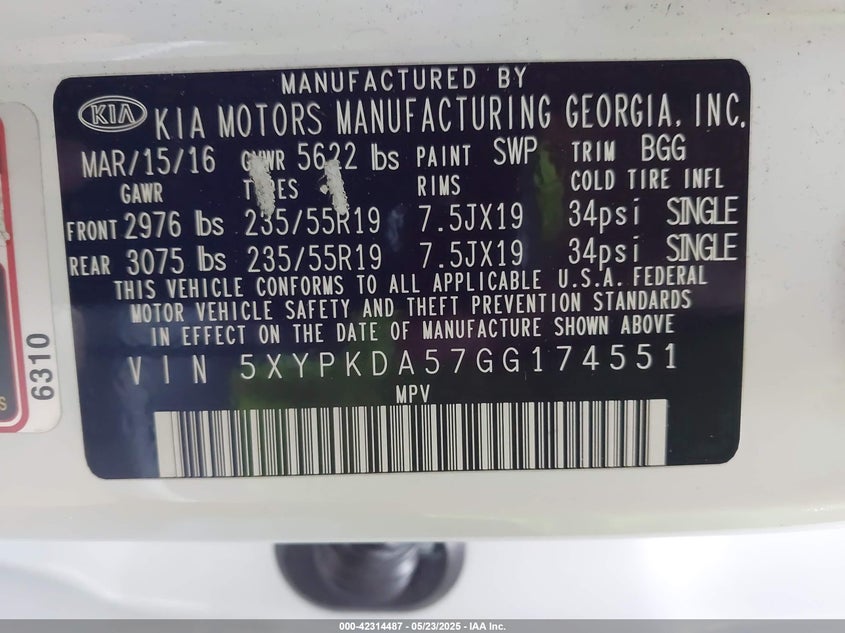 MANUFACTURED BY
KIA KIA MOTORS MANUFACTURING GEORGIA, INC.
MAR/15/16 GVWR 5622 lbs PAINT SWP TRIM BGG
GAWR TIRES RIMS COLD TIRE INFL
FRONT 2976 lbs 235/55R19 7.5JX19 34psi SINGLE
REAR 3075 lbs 235/55R19 7.5JX19 34psi SINGLE
THIS VEHICLE CONFORMS TO ALL APPLICABLE U.S.A. FEDERAL
MOTOR VEHICLE SAFETY AND THEFT PREVENTION STANDARDS
IN EFFECT ON THE DATE OF MANUFACTURE SHOWN ABOVE
VIN 5XYPKDA57GG174551
MPV
6310
S
000-42314487 - 05/23/2025 - IAA Inc.